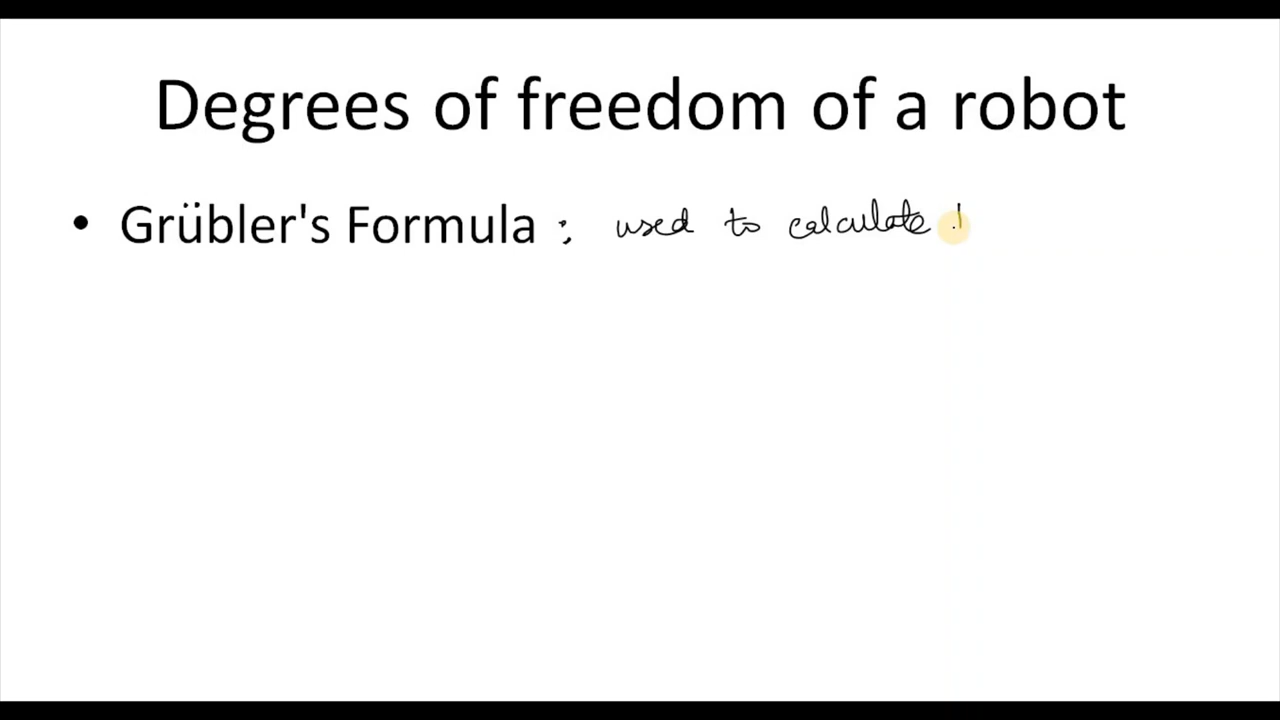 Degrees of freedom of a robot
• Grübler's Formula : used to calculate